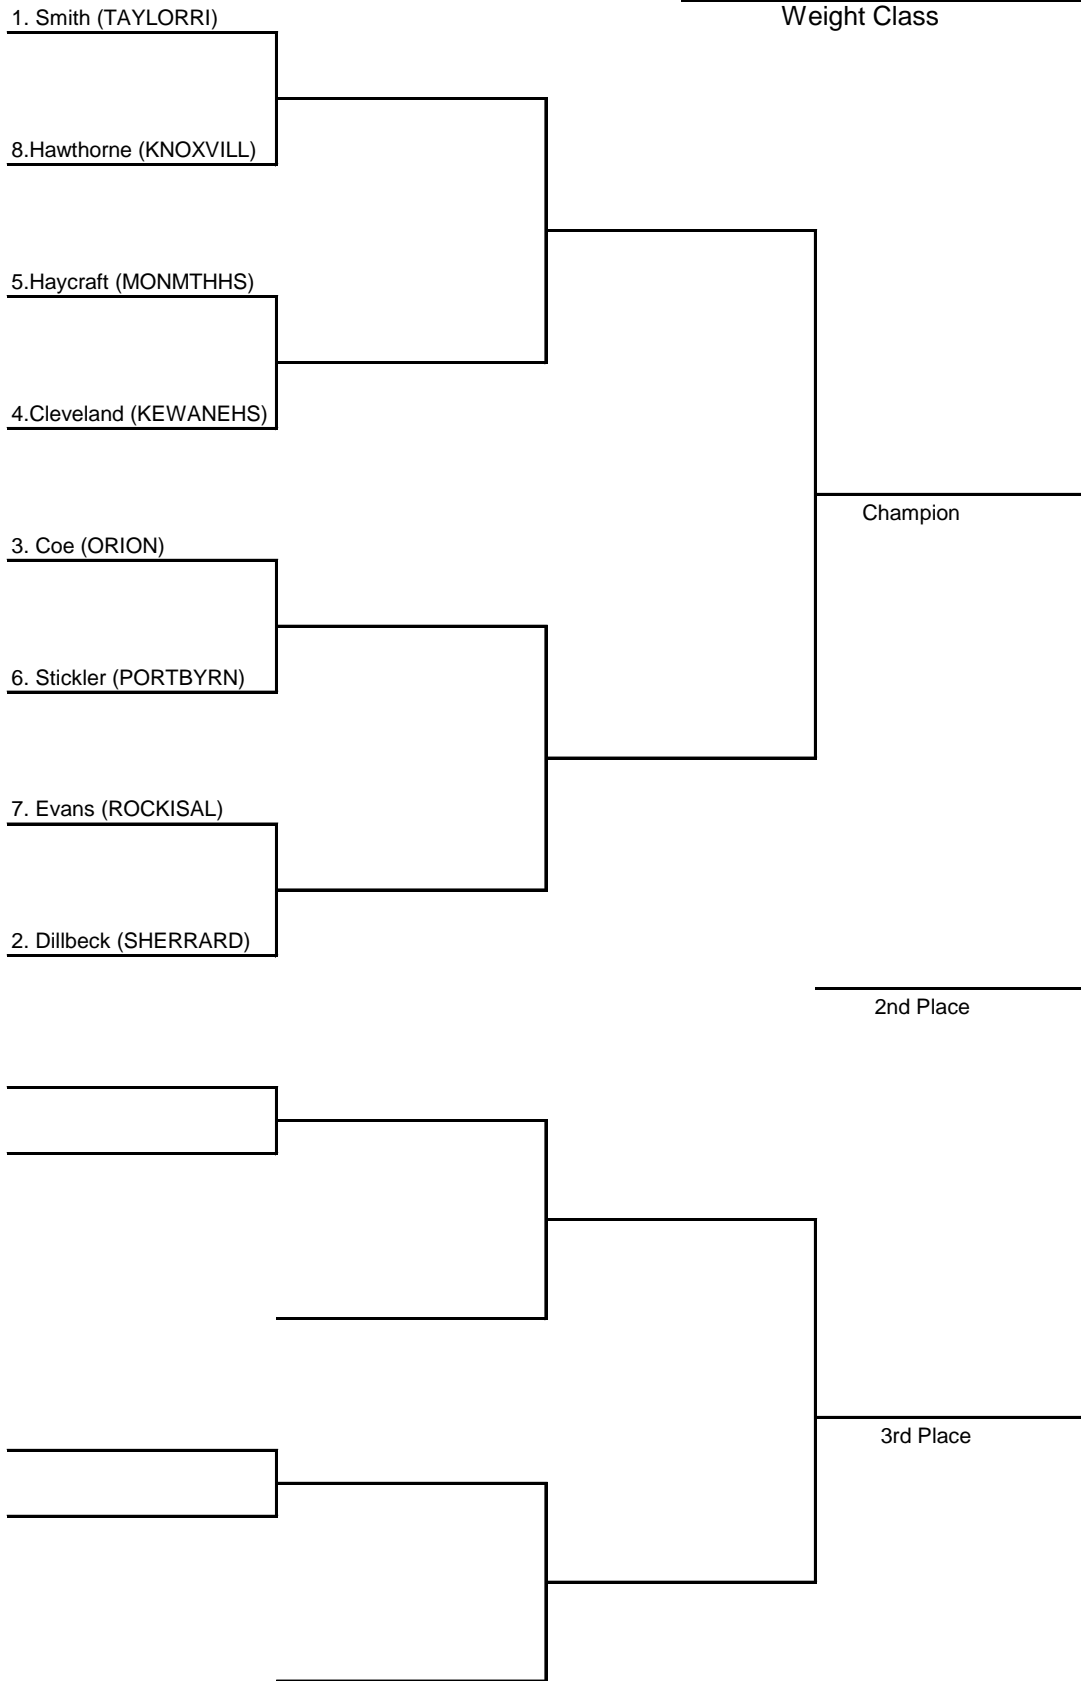 Weight Class
1. Smith (TAYLORRI)
8.Hawthorne (KNOXVILL)
5.Haycraft (MONMTHHS)
4.Cleveland (KEWANEHS)
Champion
3. Coe (ORION)
6. Stickler (PORTBYRN)
7. Evans (ROCKISAL)
2. Dillbeck (SHERRARD)
2nd Place
3rd Place